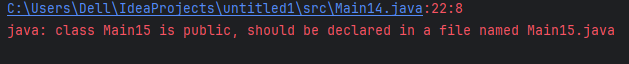 C:\Users\Dell\IdeaProjects\untitled1\src\Main14.java:22:8
java: class Main15 is public, should be declared in a file named Main15.java